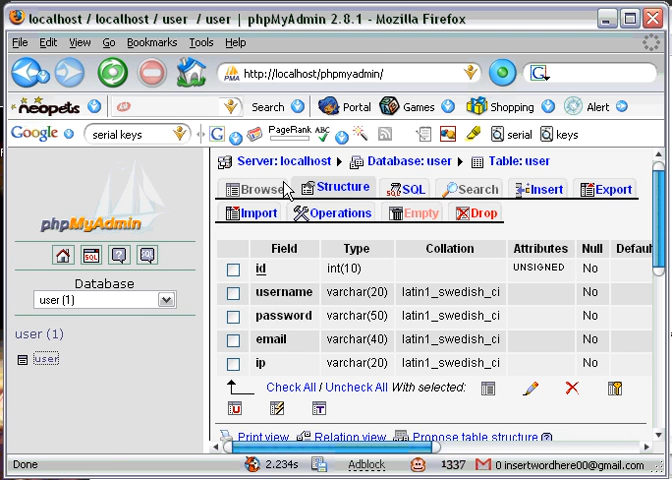 localhost / localhost / user / user | phpMyAdmin 2.8.1 - Mozilla Firefox
File Edit View Go Bookmarks Tools Help
PMA http://localhost/phpmyadmin/ G
neopets Search Portal Games Shopping Alert
Google serial keys G PageRank ABC serial keys
Server: localhost Database: user Table: user
Browse Structure SQL Search Insert Export
Import Operations Empty Drop
phpMyAdmin
SQL
Database
user (1)
user (1)
user
Field Type Collation Attributes Null Defau
id int(10) UNSIGNED No
username varchar(20) latin1_swedish_ci No
password varchar(50) latin1_swedish_ci No
email varchar(40) latin1_swedish_ci No
ip varchar(20) latin1_swedish_ci No
Check All / Uncheck All With selected:
U T
Print view Relation view Propose table structure
Done 2.234s Adblock 1337 0 insertwordhere00@gmail.com